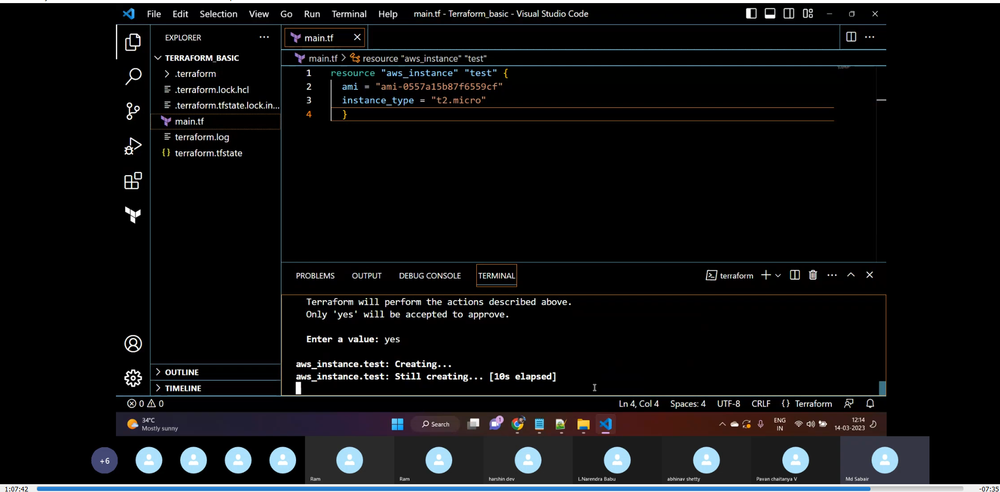 File Edit Selection View Go Run Terminal Help main.tf - Terraform_basic - Visual Studio Code
EXPLORER
main.tf
TERRAFORM_BASIC
main.tf > resource "aws_instance" "test"
.terraform
.terraform.lock.hcl
.terraform.tfstate.lock.in...
main.tf
terraform.log
terraform.tfstate
1 resource "aws_instance" "test" {
2 ami = "ami-0557a15b87f6559cf"
3 instance_type = "t2.micro"
4 }
PROBLEMS OUTPUT DEBUG CONSOLE TERMINAL terraform
Terraform will perform the actions described above.
Only 'yes' will be accepted to approve.
Enter a value: yes
aws_instance.test: Creating...
aws_instance.test: Still creating... [10s elapsed]
OUTLINE
TIMELINE
0 0 Ln 4, Col 4 Spaces: 4 UTF-8 CRLF {} Terraform
34°C
Mostly sunny
Search
1
ENG
IN
12:14
14-03-2023
+6
Ram
Ram
harshin dev
L.Narendra Babu
abhinav shetty
Pavan chaitanya V
Md Sabair
1:07:42 -07:35